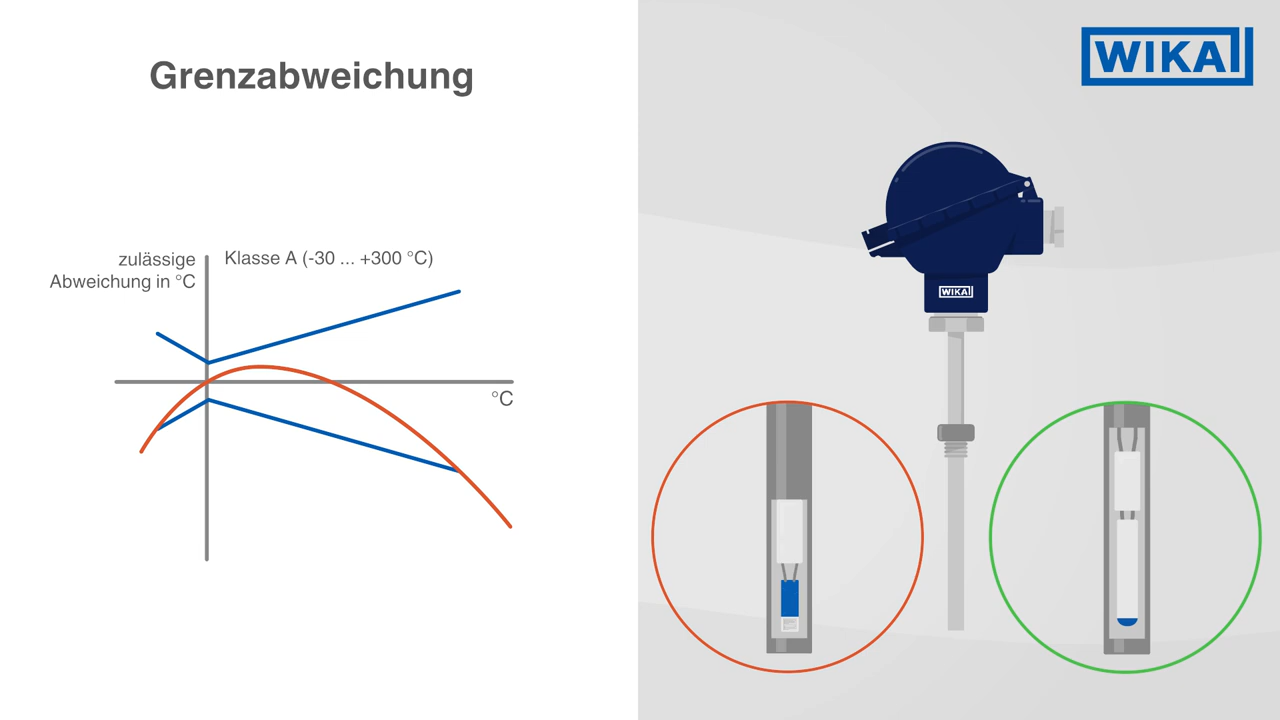 Grenzabweichung
WIKA
zulässige
Abweichung in °C
Klasse A (-30 ... +300 °C)
°C
WIKA